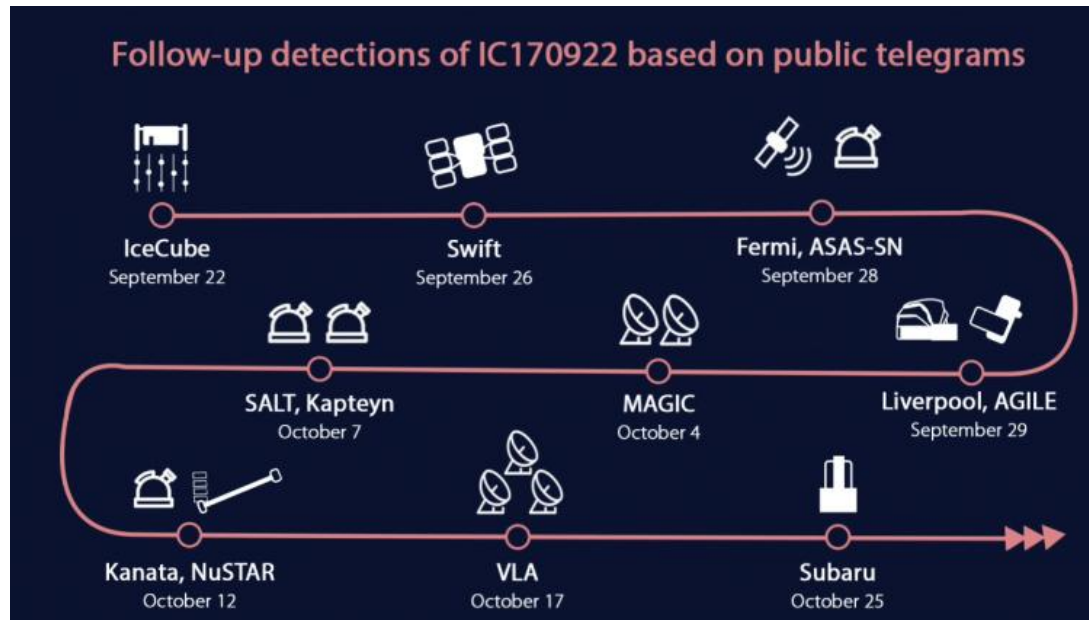 Follow-up detections of IC170922 based on public telegrams
IceCube
September 22
Swift
September 26
Fermi, ASAS-SN
September 28
Liverpool, AGILE
September 29
MAGIC
October 4
SALT, Kapteyn
October 7
Kanata, NuSTAR
October 12
VLA
October 17
Subaru
October 25